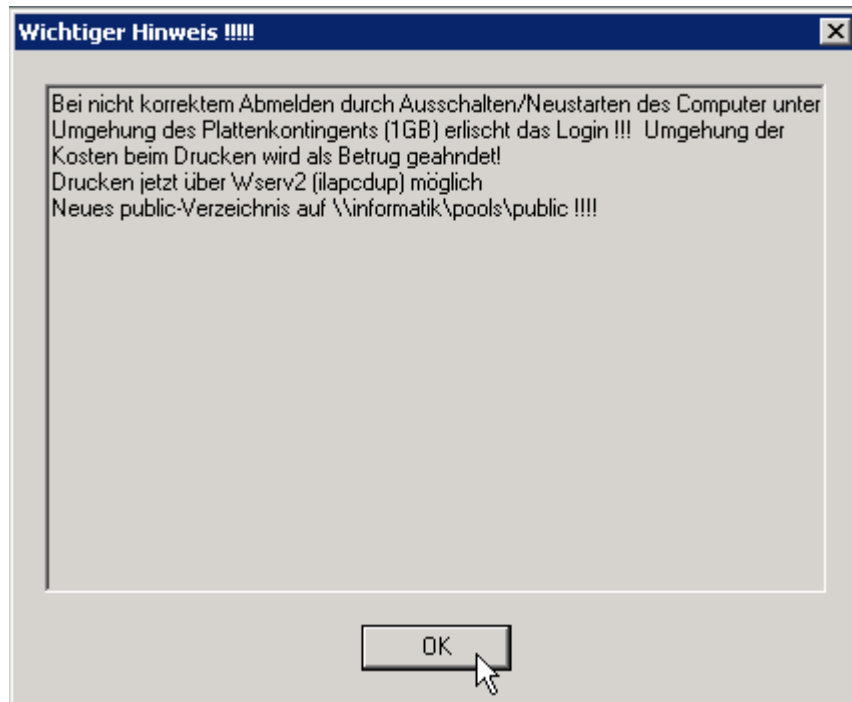 Wichtiger Hinweis !!!!!
Bei nicht korrektem Abmelden durch Ausschalten/Neustarten des Computer unter
Umgehung des Plattenkontingents (1GB) erlischt das Login !!!  Umgehung der
Kosten beim Drucken wird als Betrug geahndet!
Drucken jetzt über Wserv2 (ilapcdup) möglich
Neues public-Verzeichnis auf \\informatik\pools\public !!!!
OK